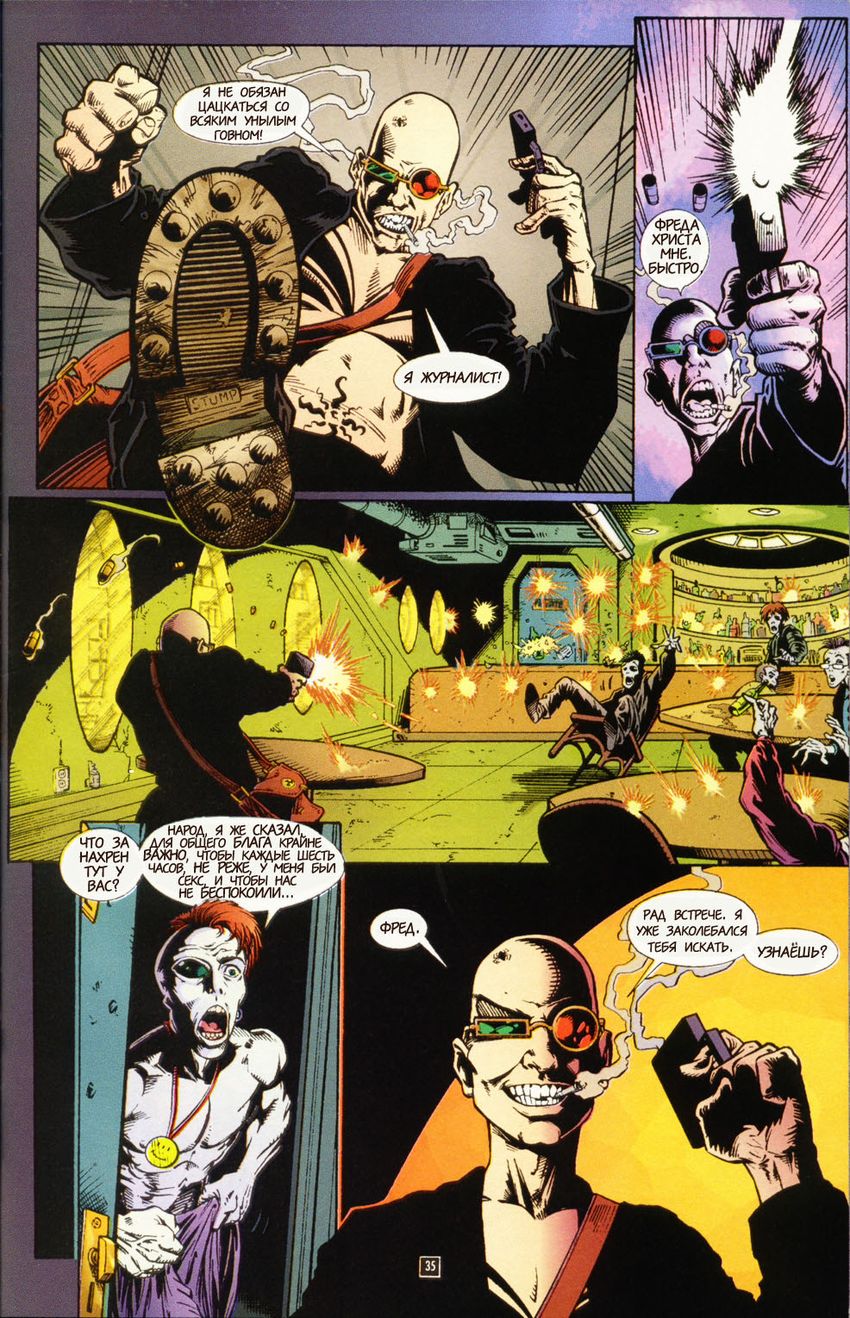 Я НЕ ОБЯЗАН
ЦАЦКАТЬСЯ СО
ВСЯКИМ УНЫЛЫМ
ГОВНОМ!
STUMP
Я ЖУРНАЛИСТ!
ФРЕДА
ХРИСТА
МНЕ.
БЫСТРО.
ЧТО ЗА
НАХРЕН
ТУТ У
ВАС?
НАРОД, Я ЖЕ СКАЗАЛ,
ДЛЯ ОБЩЕГО БЛАГА КРАЙНЕ
ВАЖНО, ЧТОБЫ КАЖДЫЕ ШЕСТЬ
ЧАСОВ, НЕ РЕЖЕ, У МЕНЯ БЫЛ
СЕКС, И ЧТОБЫ НАС
НЕ БЕСПОКОИЛИ...
ФРЕД.
РАД ВСТРЕЧЕ. Я
УЖЕ ЗАКОЛЕБАЛСЯ
ТЕБЯ ИСКАТЬ.
УЗНАЁШЬ?
35